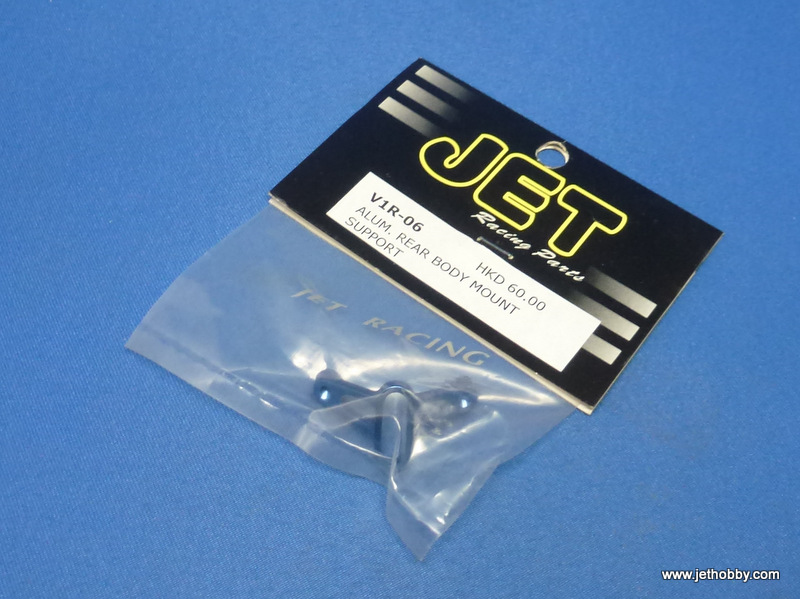 JET
Racing Parts
V1R-06 HKD 60.00
ALUM. REAR BODY MOUNT
SUPPORT
JET RACING
www.jethobby.com